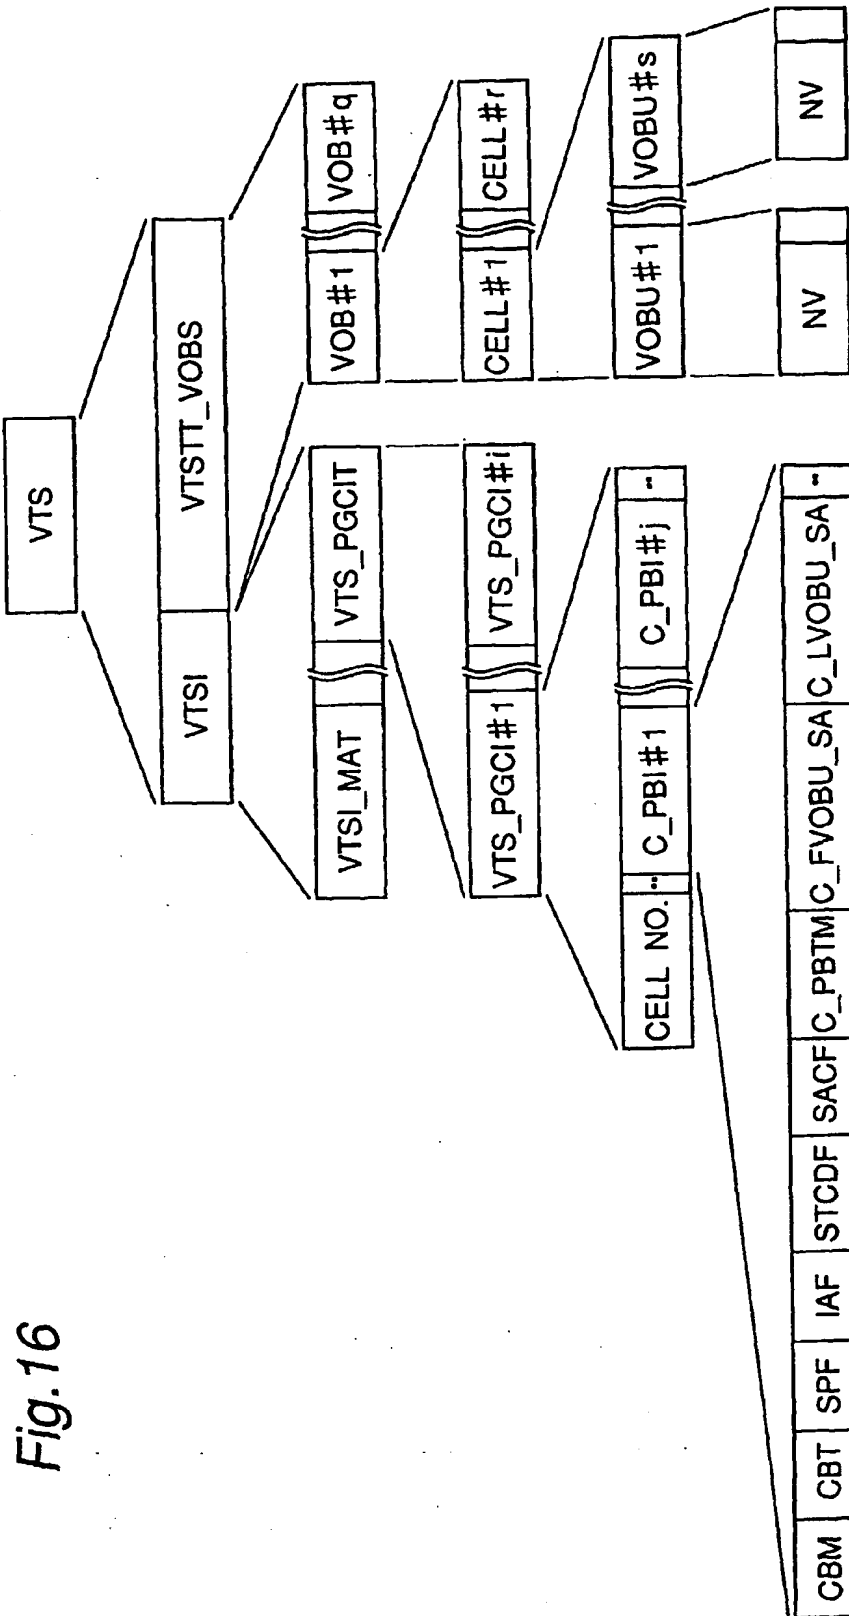 Fig.16
VTS
VTSI VTSTT_VOBS
VTSI_MAT VTS_PGCIT VOB#1 VOB#q
VTS_PGCI#1 VTS_PGCI#i CELL#1 CELL#r
CELL NO. -- C_PBI#1 C_PBI#j -- VOBU#1 VOBU#s
CBM CBT SPF IAF STCDF SACF C_PBTM C_FVOBU_SA C_LVOBU_SA -- NV NV